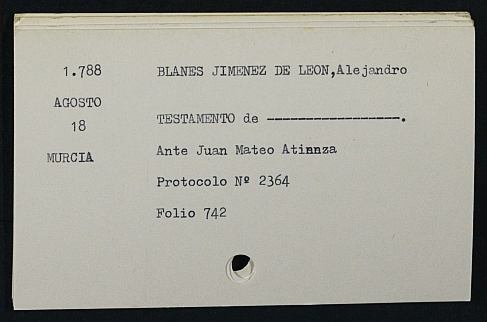 1.788 BLANES JIMENEZ DE LEON,Alejandro
AGOSTO
18 TESTAMENTO de -----------------.
MURCIA Ante Juan Mateo Atiennza
Protocolo Nº 2364
Folio 742